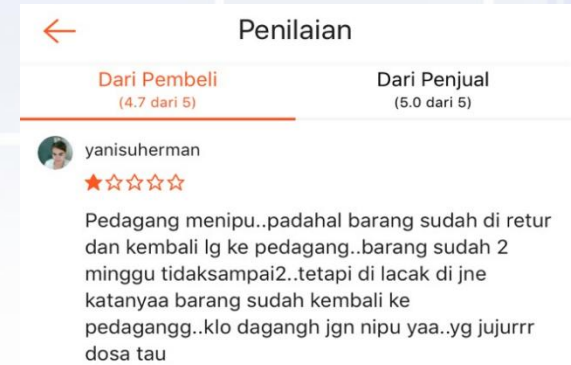 Penilaian
Dari Pembeli
(4.7 dari 5)
Dari Penjual
(5.0 dari 5)
yanisuherman
Pedagang menipu..padahal barang sudah di retur
dan kembali lg ke pedagang..barang sudah 2
minggu tidaksampai2..tetapi di lacak di jne
katanyaa barang sudah kembali ke
pedagangg..klo dagangh jgn nipu yaa..yg jujurrr
dosa tau